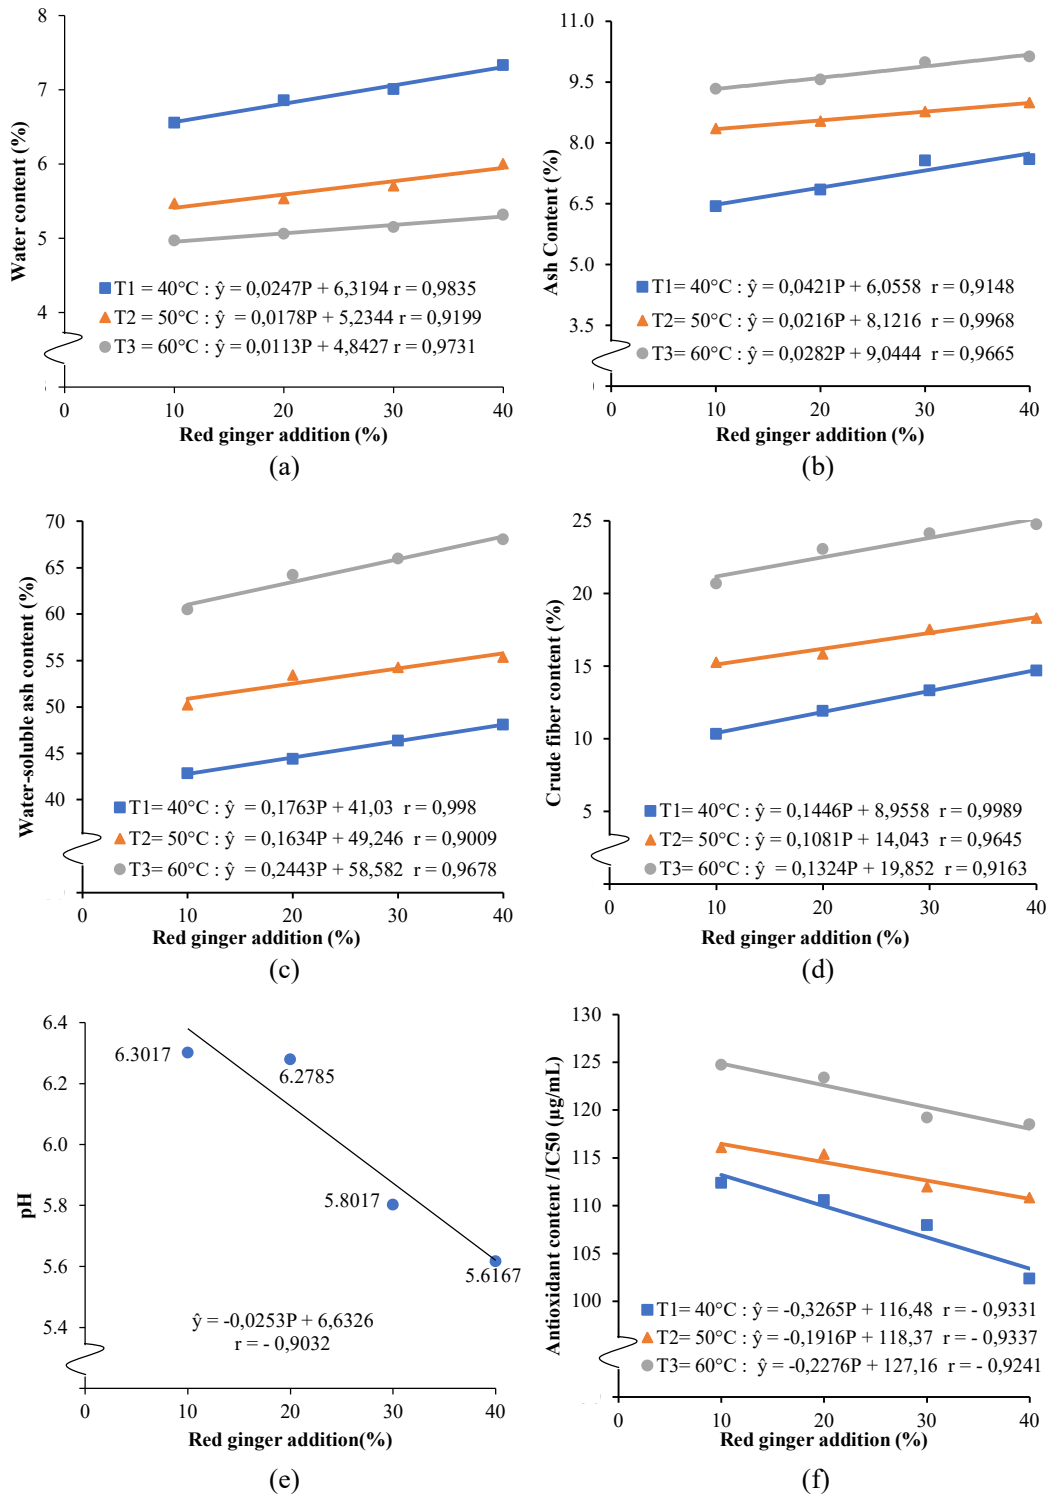 8
7
6
5
4
Water content (%)
T1 = 40°C : ŷ = 0,0247P + 6,3194 r = 0,9835
T2 = 50°C : ŷ = 0,0178P + 5,2344 r = 0,9199
T3 = 60°C : ŷ = 0,0113P + 4,8427 r = 0,9731
0 10 20 30 40
Red ginger addition (%)
(a)
11.0
9.5
8.0
6.5
5.0
3.5
Ash Content (%)
T1= 40°C : ŷ = 0,0421P + 6,0558 r = 0,9148
T2= 50°C : ŷ = 0,0216P + 8,1216 r = 0,9968
T3= 60°C : ŷ = 0,0282P + 9,0444 r = 0,9665
0 10 20 30 40
Red ginger addition (%)
(b)
70
65
60
55
50
45
40
Water-soluble ash content (%)
T1= 40°C : ŷ = 0,1763P + 41,03 r = 0,998
T2= 50°C : ŷ = 0,1634P + 49,246 r = 0,9009
T3= 60°C : ŷ = 0,2443P + 58,582 r = 0,9678
0 10 20 30 40
Red ginger addition (%)
(c)
25
20
15
10
5
Crude fiber content (%)
T1= 40°C : ŷ = 0,1446P + 8,9558 r = 0,9989
T2= 50°C : ŷ = 0,1081P + 14,043 r = 0,9645
T3= 60°C : ŷ = 0,1324P + 19,852 r = 0,9163
0 10 20 30 40
Red ginger addition (%)
(d)
6.4
6.2
6.0
5.8
5.6
5.4
pH
6.3017
6.2785
5.8017
5.6167
ŷ = -0,0253P + 6,6326
r = - 0,9032
0 10 20 30 40
Red ginger addition(%)
(e)
130
125
120
115
110
105
100
Antioxidant content /IC50 (µg/mL)
T1= 40°C : ŷ = -0,3265P + 116,48 r = - 0,9331
T2= 50°C : ŷ = -0,1916P + 118,37 r = - 0,9337
T3= 60°C : ŷ = -0,2276P + 127,16 r = - 0,9241
0 10 20 30 40
Red ginger addition (%)
(f)